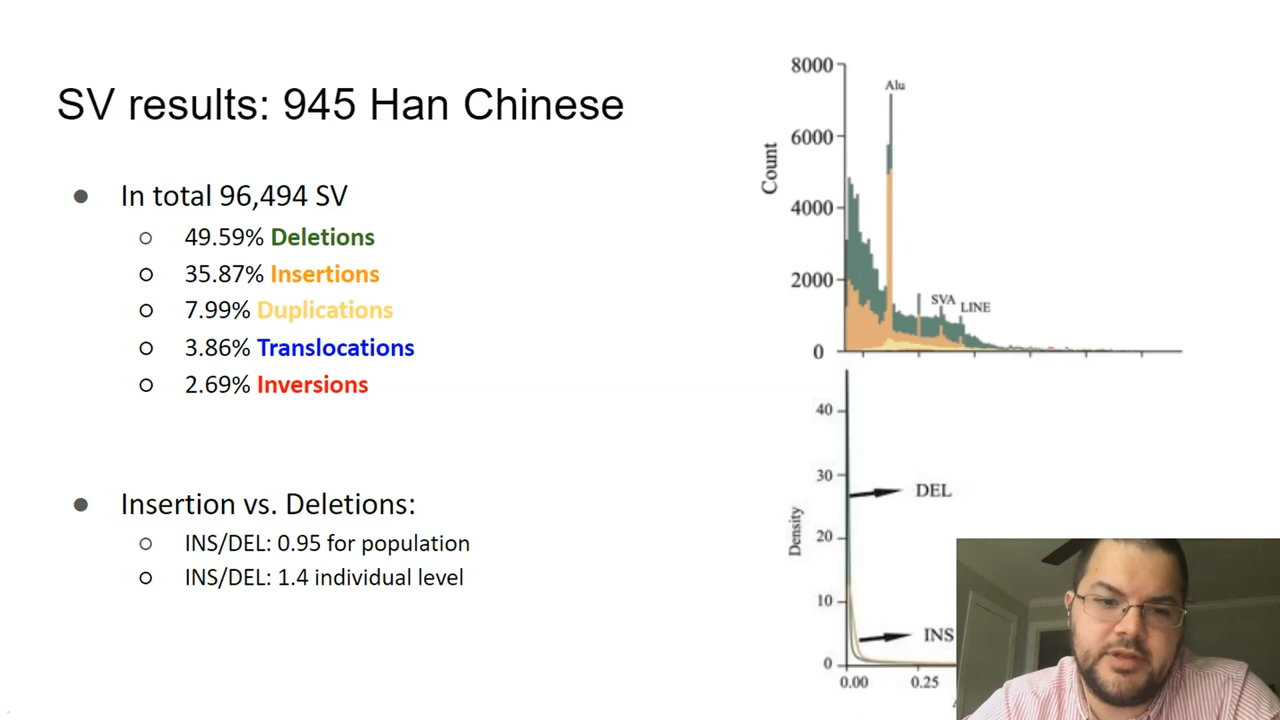 SV results: 945 Han Chinese
In total 96,494 SV
49.59% Deletions
35.87% Insertions
7.99% Duplications
3.86% Translocations
2.69% Inversions
Insertion vs. Deletions:
INS/DEL: 0.95 for population
INS/DEL: 1.4 individual level
8000
6000
4000
2000
0
Count
Alu
SVA
LINE
40
30
20
10
0
Density
DEL
INS
0.00
0.25